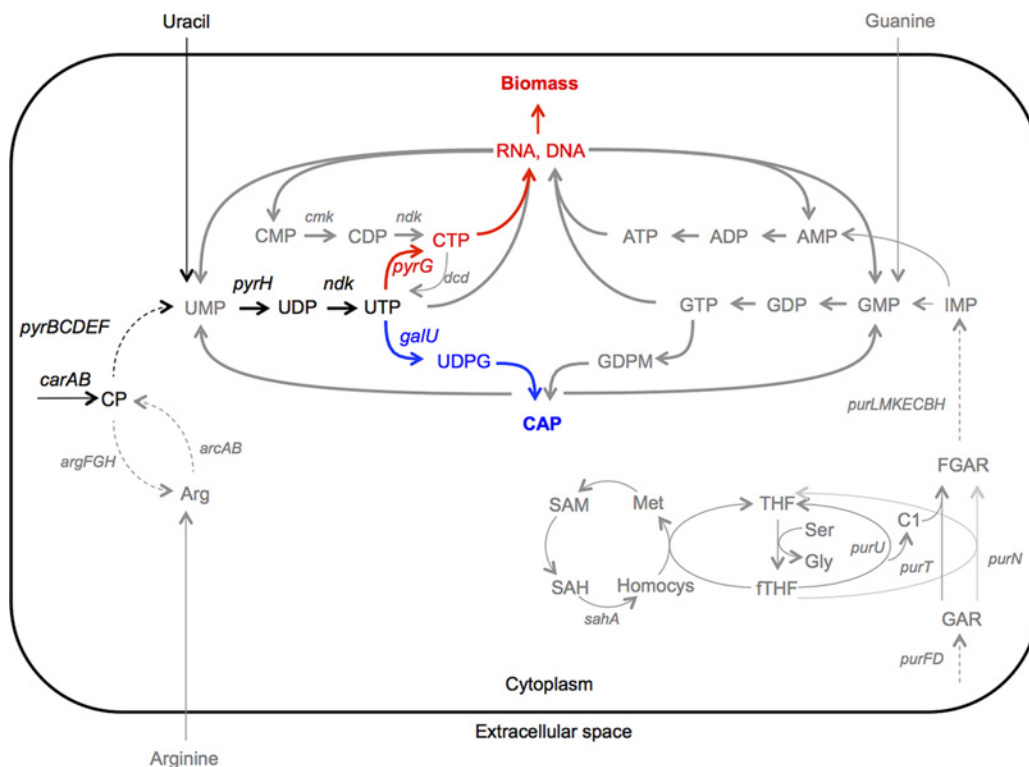 Uracil
Guanine
Biomass
RNA, DNA
cmk
ndk
CMP
CDP
CTP
ATP
ADP
AMP
pyrG
dcd
pyrH
ndk
UMP
UDP
UTP
GTP
GDP
GMP
IMP
pyrBCDEF
galU
UDPG
GDPM
carAB
CP
CAP
purLMKECBH
argFGH
arcAB
Arg
FGAR
SAM
Met
THF
Ser
C1
purU
Gly
purT
purN
SAH
Homocys
fTHF
sahA
GAR
purFD
Cytoplasm
Extracellular space
Arginine